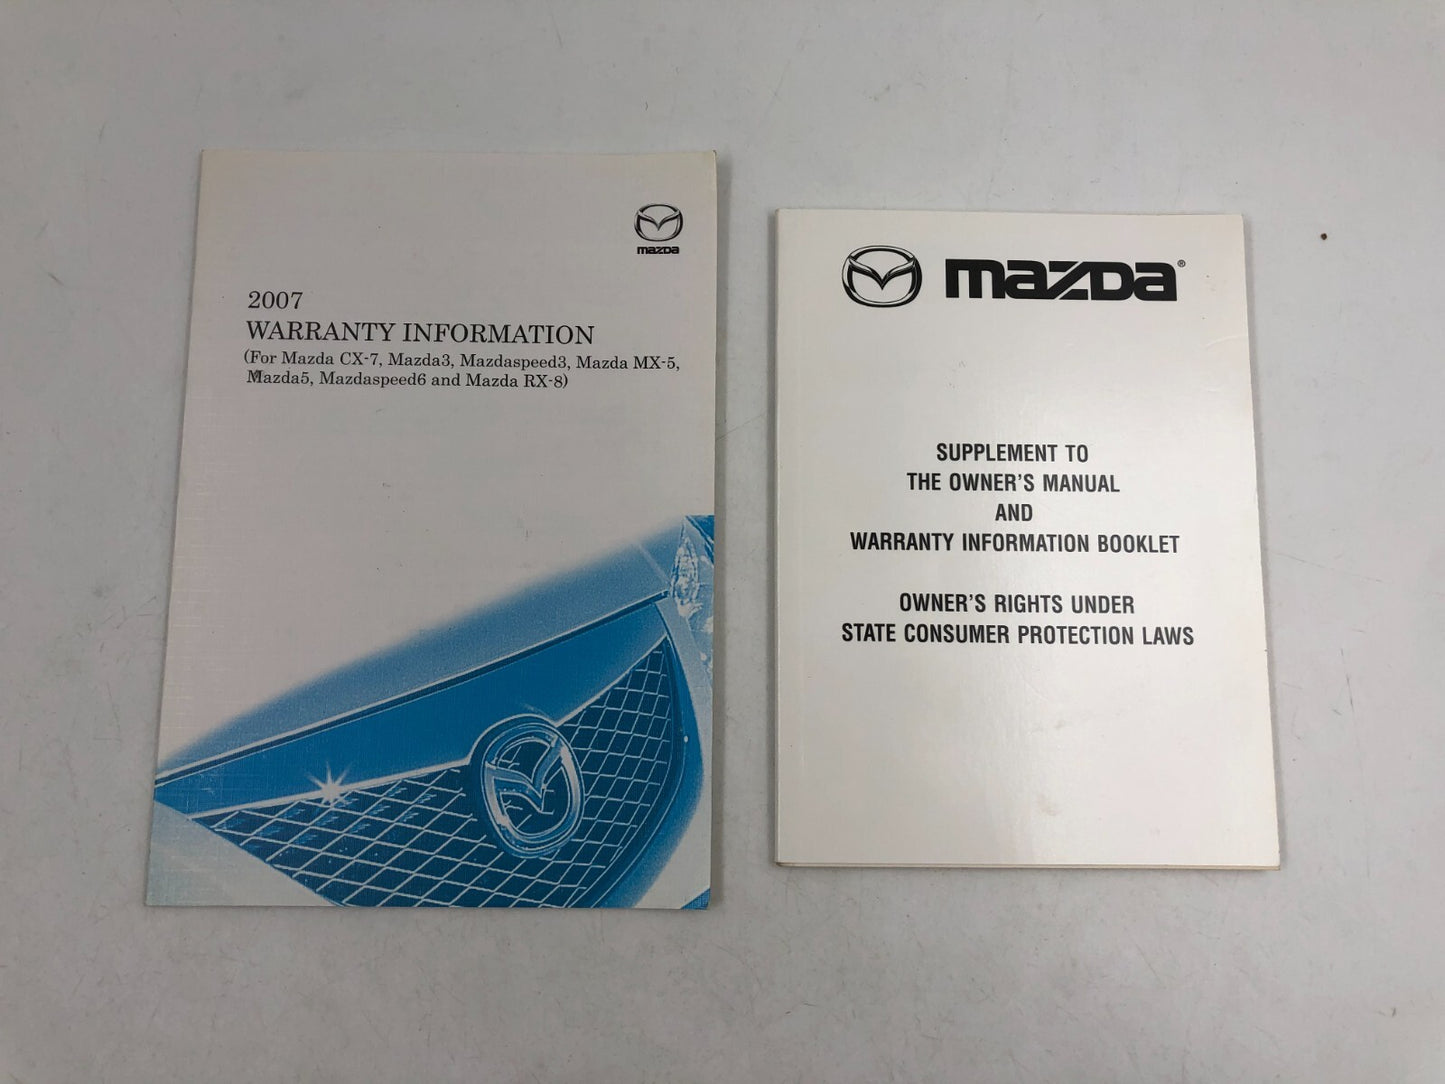 mazda
2007
WARRANTY INFORMATION
(For Mazda CX-7, Mazda3, Mazdaspeed3, Mazda MX-5,
Mazda5, Mazdaspeed6 and Mazda RX-8)
mazda®
SUPPLEMENT TO
THE OWNER'S MANUAL
AND
WARRANTY INFORMATION BOOKLET
OWNER'S RIGHTS UNDER
STATE CONSUMER PROTECTION LAWS